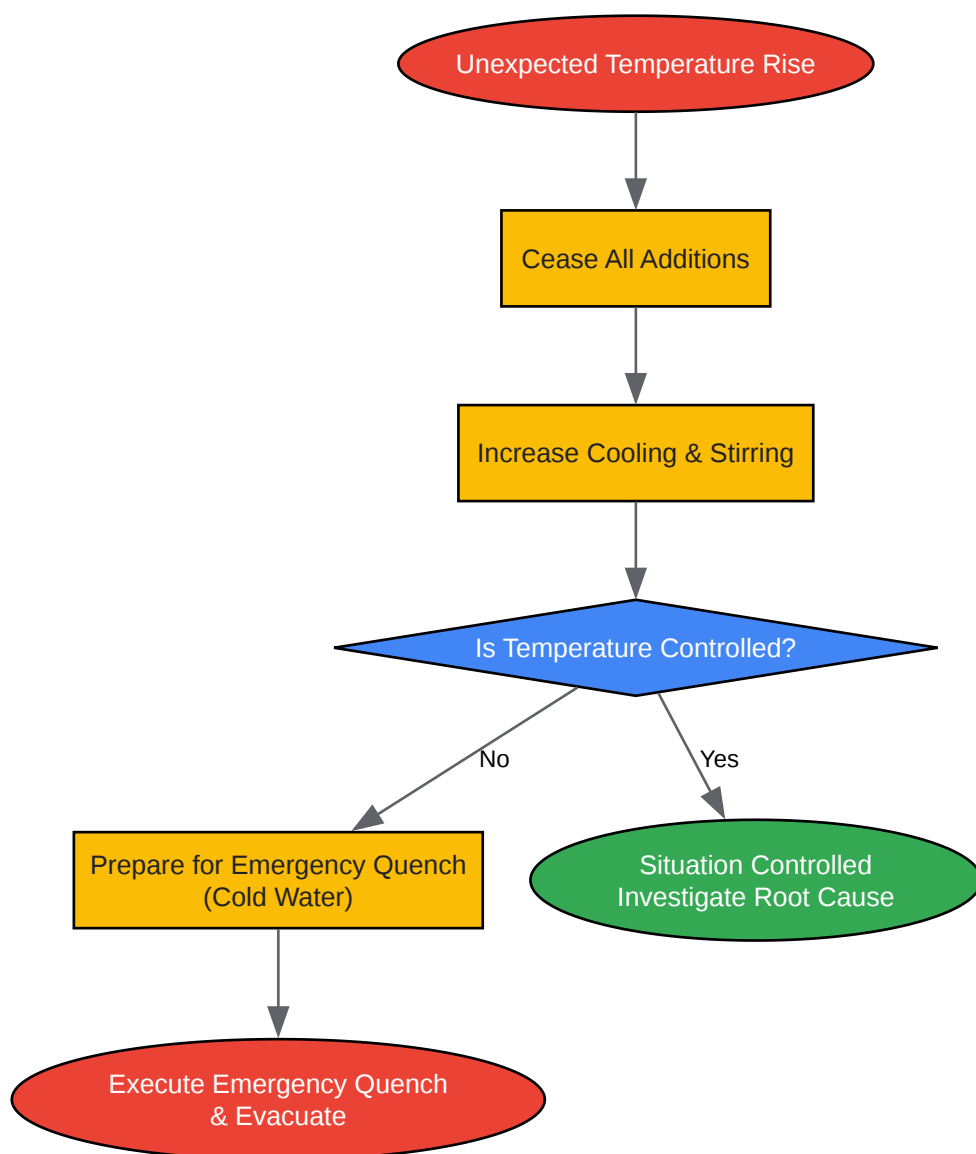 Unexpected Temperature Rise
Cease All Additions
Increase Cooling & Stirring
Is Temperature Controlled?
No
Yes
Prepare for Emergency Quench
(Cold Water)
Situation Controlled
Investigate Root Cause
Execute Emergency Quench
& Evacuate